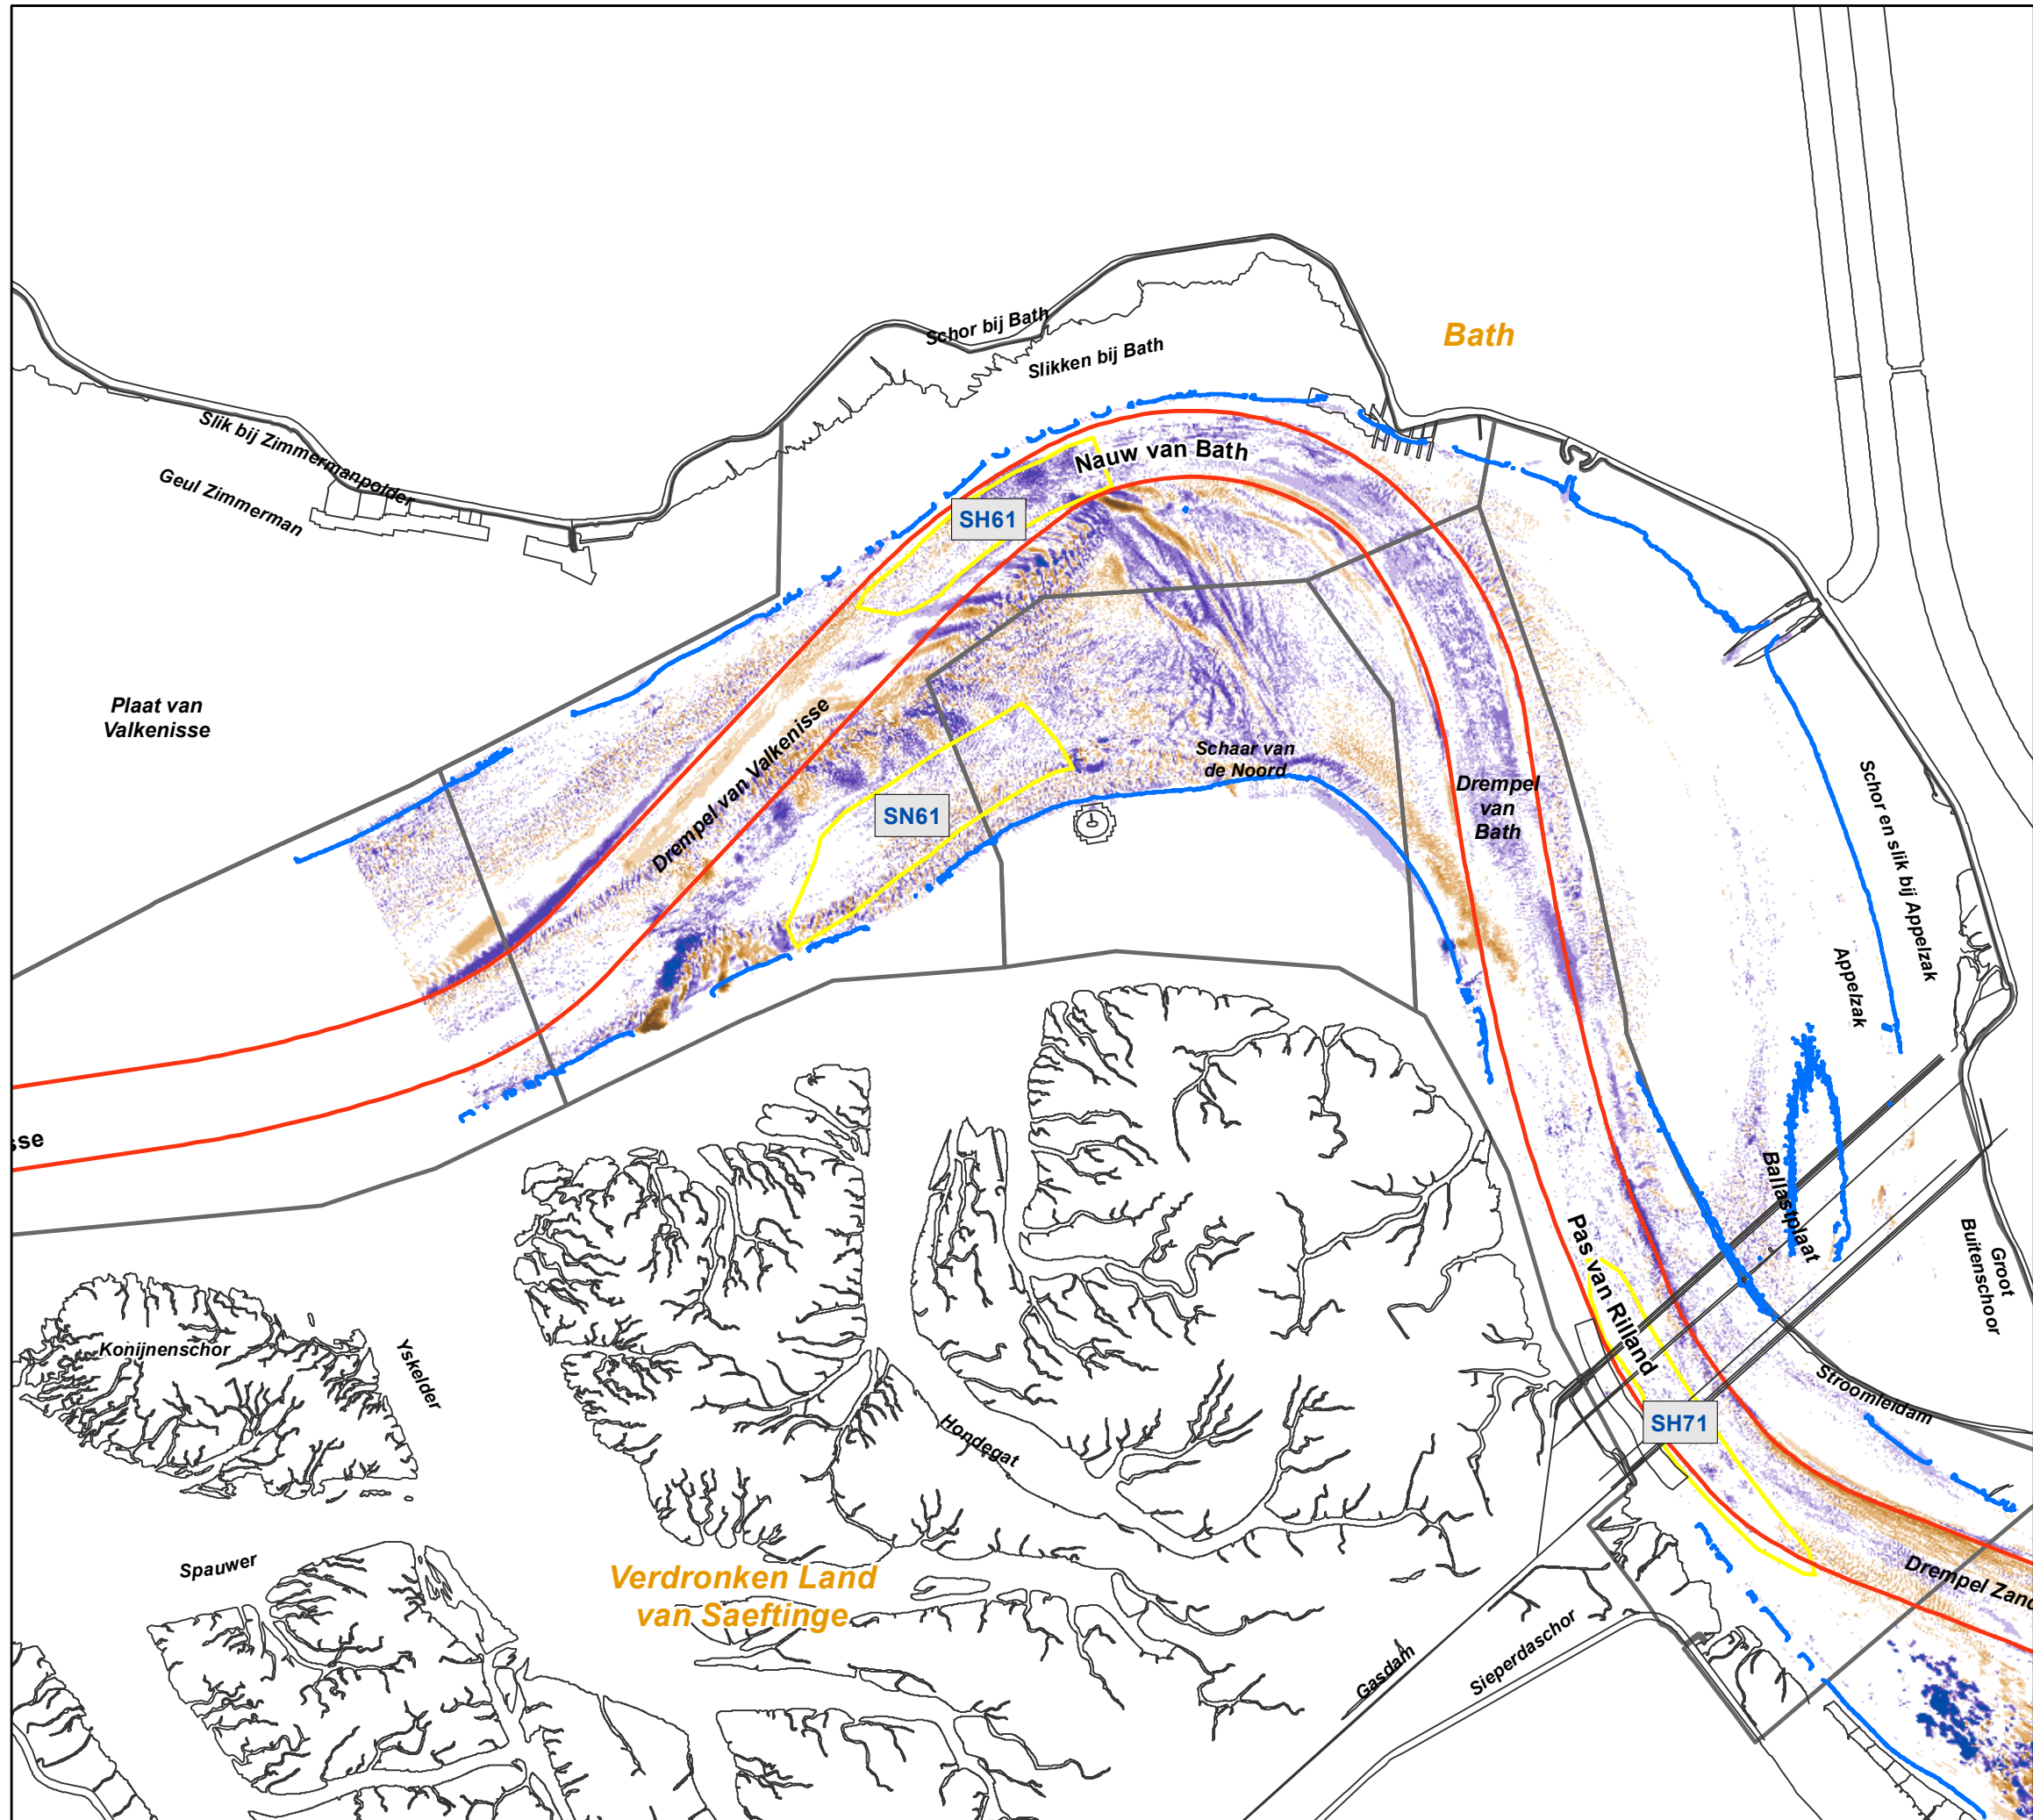 Bath
Schor bij Bath
Slikken bij Bath
Slik bij Zimmermanpolder
Geul Zimmerman
Nauw van Bath
SH61
Plaat van
Valkenisse
Drempel van Valkenisse
Schaar van
de Noord
SN61
Drempel
van
Bath
Schor en slik bij Appelzak
Appelzak
sse
Ballastplaat
Groot
Buitenschoor
Pas van Rilland
Konijnenschor
Yskelder
Stroomleidam
SH71
Hondegat
Spauwer
Verdronken Land
van Saeftinge
Drempel Zand
Sieperdaschor
Gasdam